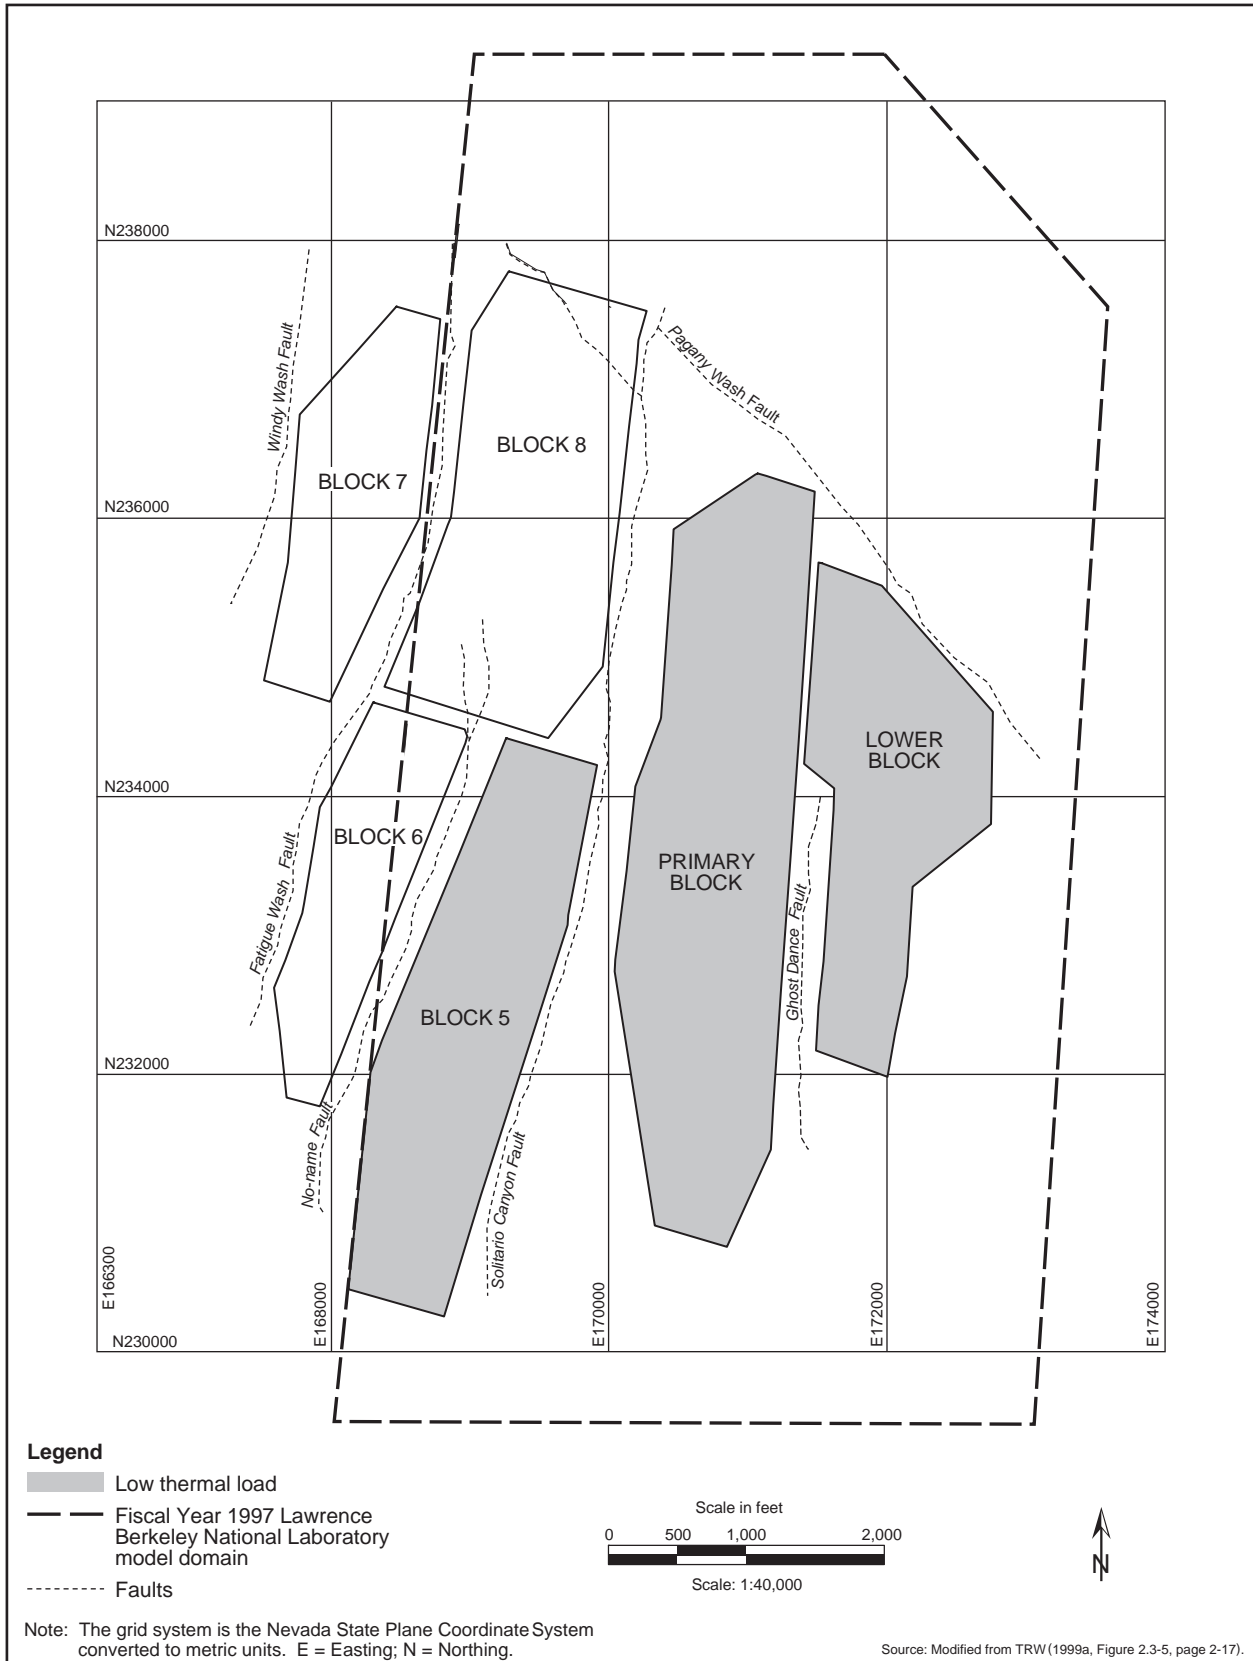 N238000
Windy Wash Fault
Pagany Wash Fault
BLOCK 8
BLOCK 7
N236000
LOWER
BLOCK
N234000
BLOCK 6
PRIMARY
BLOCK
Fatigue Wash Fault
Ghost Dance Fault
BLOCK 5
N232000
No-name Fault
Solitario Canyon Fault
E166300
E168000
E170000
E172000
E174000
N230000
Legend
Low thermal load
Fiscal Year 1997 Lawrence
Berkeley National Laboratory
model domain
Faults
Scale in feet
0 500 1,000 2,000
Scale: 1:40,000
N
Note: The grid system is the Nevada State Plane Coordinate System
converted to metric units. E = Easting; N = Northing.
Source: Modified from TRW (1999a, Figure 2.3-5, page 2-17).